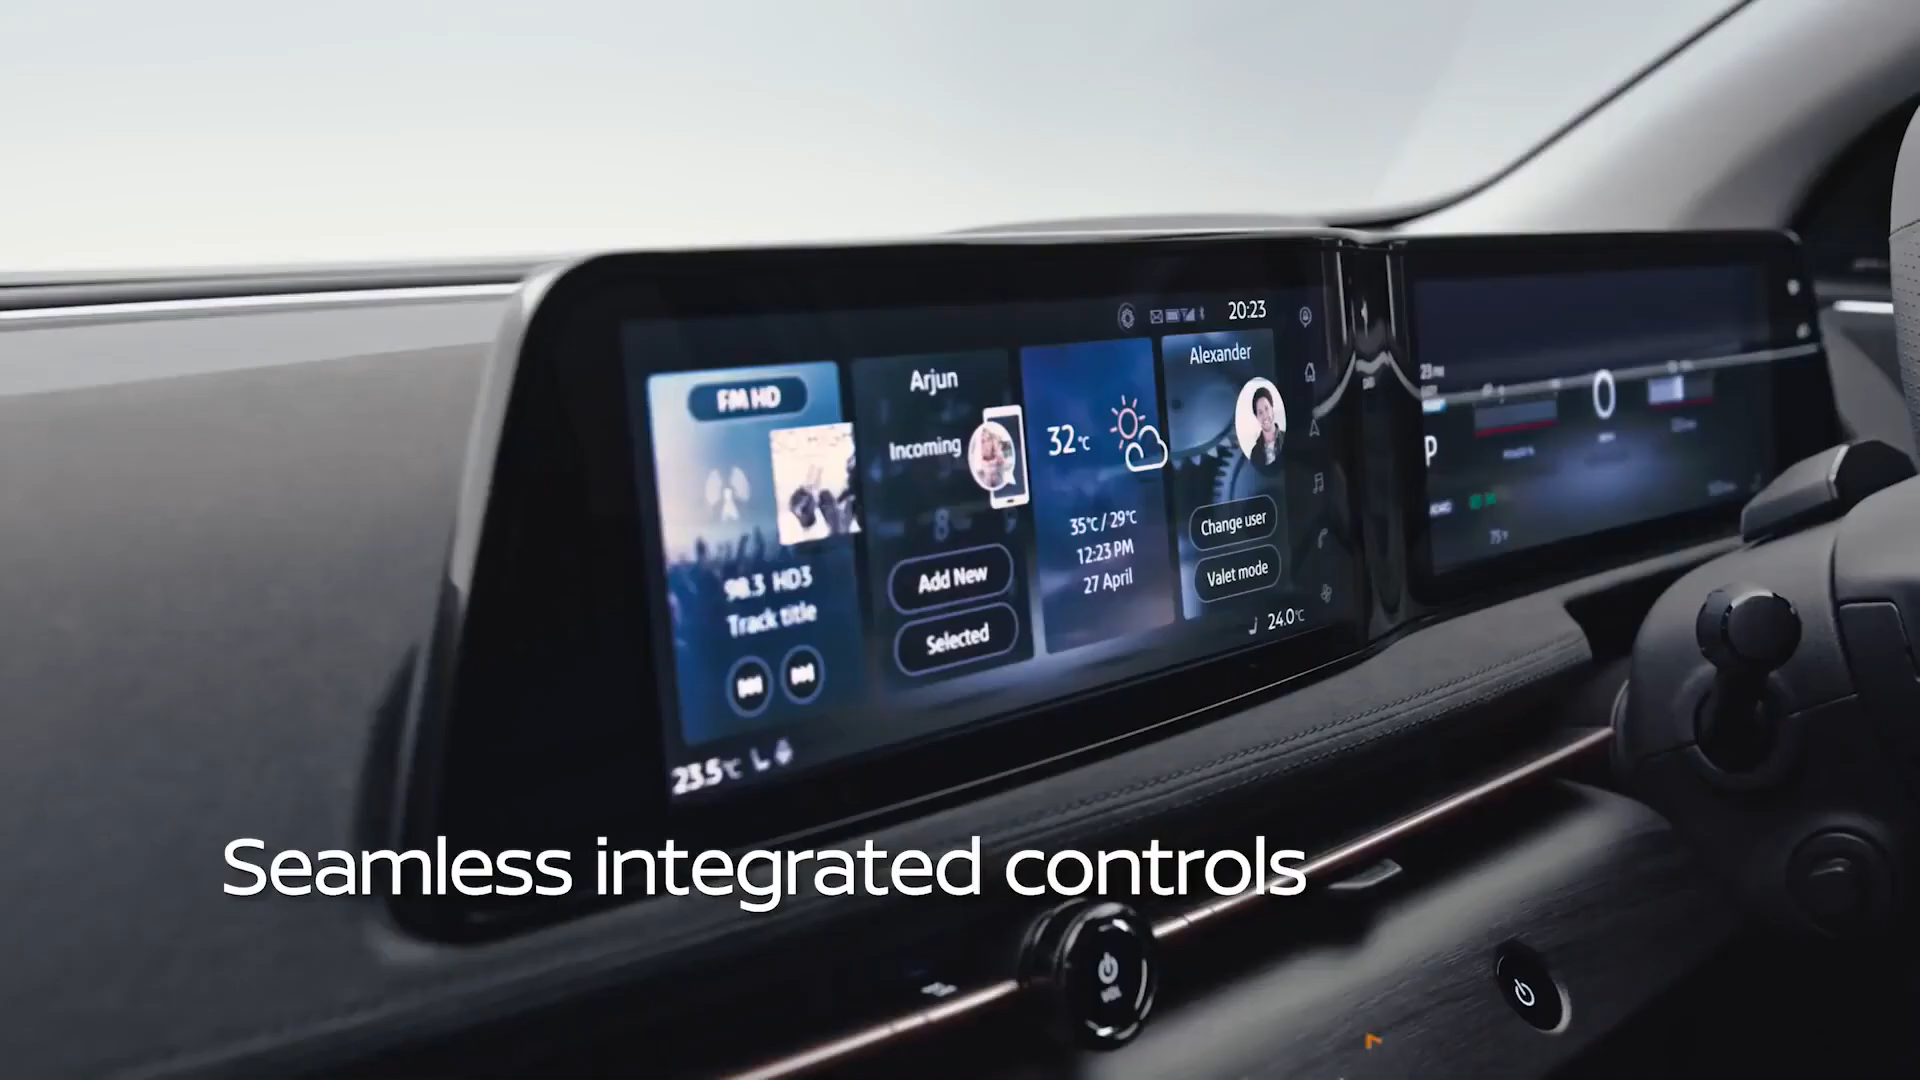 20:23
FM HD
98.3 HD3
Track title
Arjun
Incoming
Add New
Selected
32°C
35°C / 29°C
12:23 PM
27 April
Alexander
Change user
Valet mode
23.5°C
24.0°C
P
0
Seamless integrated controls